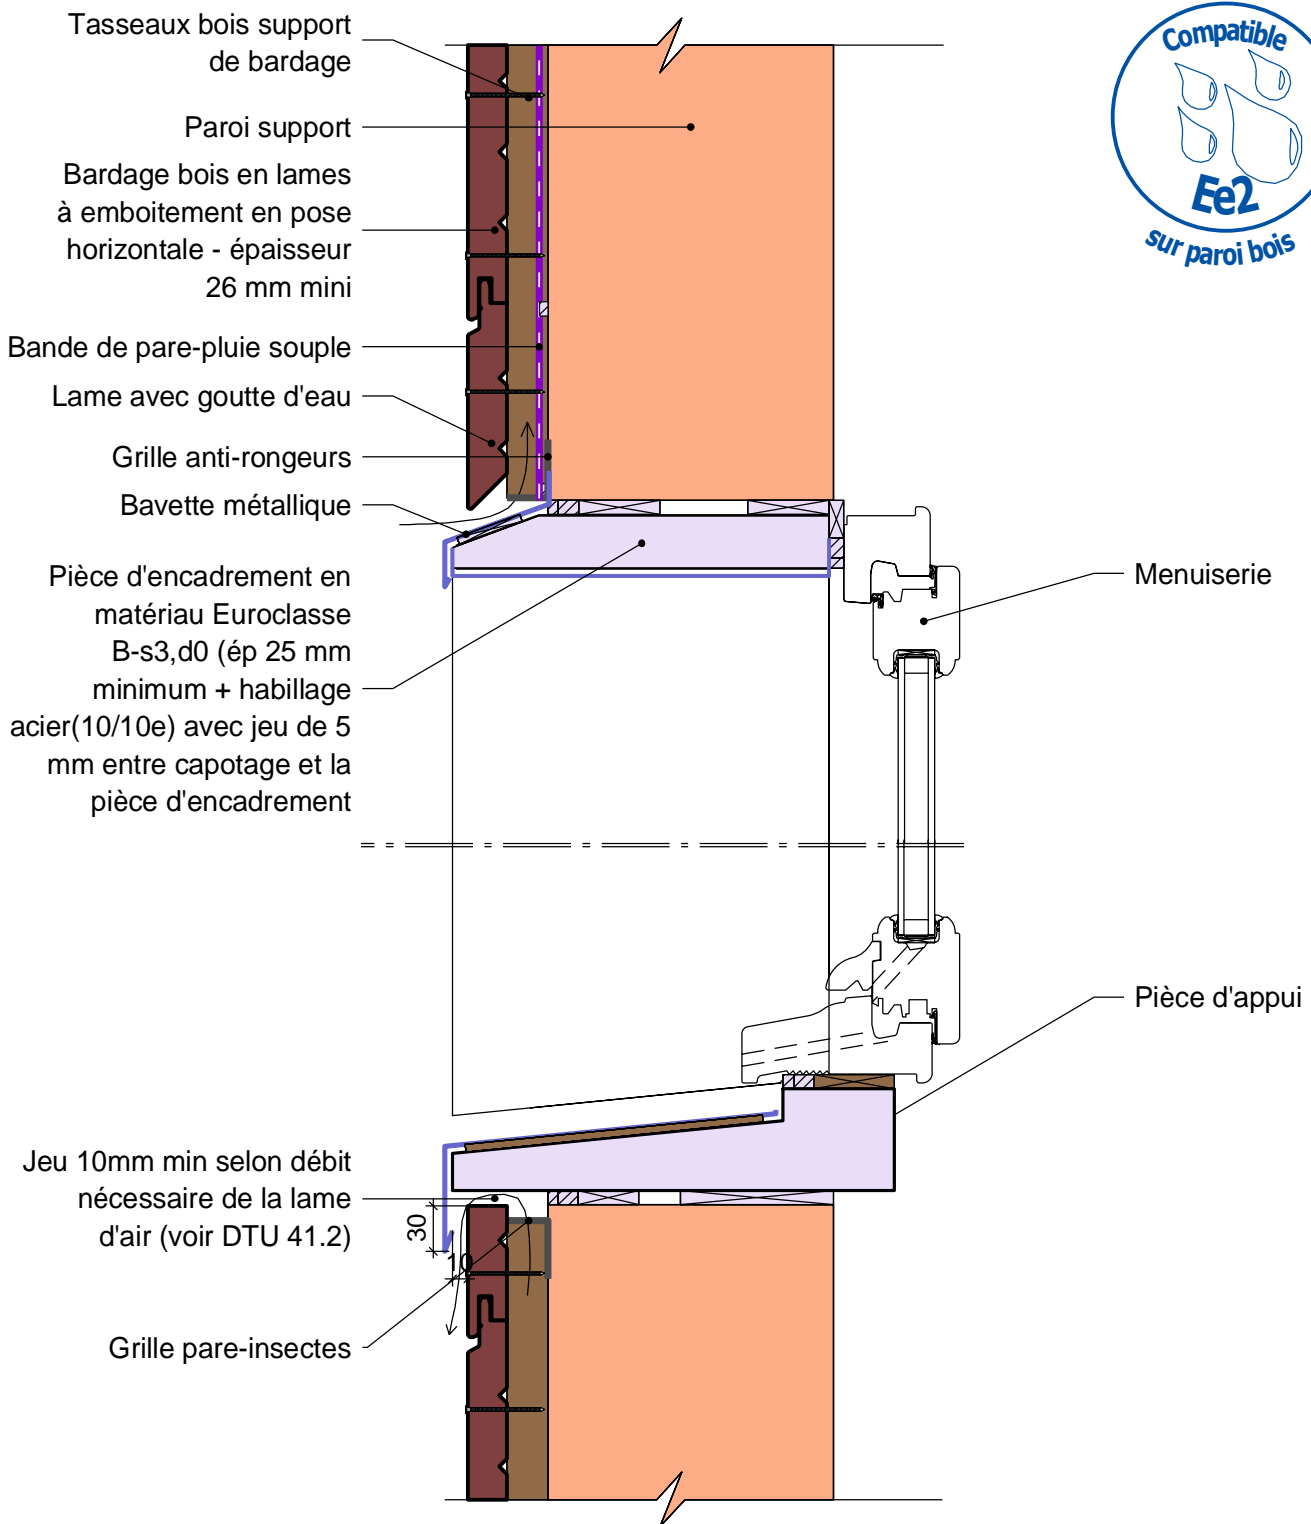 Tasseaux bois support
de bardage
Paroi support
Bardage bois en lames
à emboitement en pose
horizontale - épaisseur
26 mm mini
Bande de pare-pluie souple
Lame avec goutte d'eau
Grille anti-rongeurs
Bavette métallique
Pièce d'encadrement en
matériau Euroclasse
B-s3,d0 (ép 25 mm
minimum + habillage
acier(10/10e) avec jeu de 5
mm entre capotage et la
pièce d'encadrement
Jeu 10mm min selon débit
nécessaire de la lame
d'air (voir DTU 41.2)
30
10
Grille pare-insectes
Compatible
Ee2
sur paroi bois
Menuiserie
Pièce d'appui